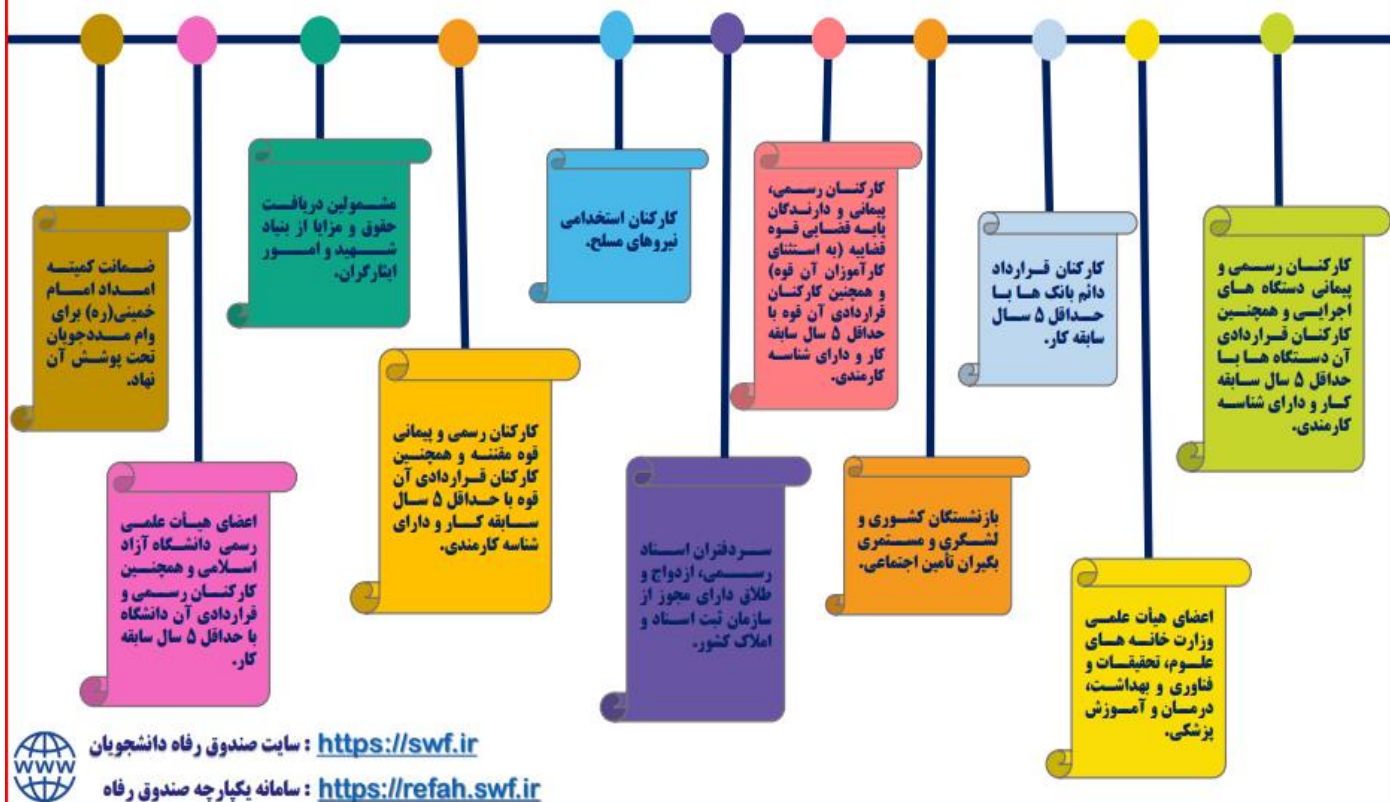 کارکنان رسمی و
پیمانی دستگاه های
اجرایی و همچنین
کارکنان قراردادی
آن دستگاه ها با
حداقل ۵ سال سابقه
کار و دارای شناسه
کارمندی.
اعضای هیأت علمی
وزارت خانه های
علوم، تحقیقات و
فناوری و بهداشت،
درمان و آموزش
پزشکی.
کارکنان قرارداد
دائم بانک ها با
حداقل ۵ سال
سابقه کار.
بازنشستگان کشوری و
لشگری و مستمری
بگیران تأمین اجتماعی.
کارکنان رسمی،
پیمانی و دارندگان
پایه قضایی قوه
قضاییه (به استثنای
کارآموزان آن قوه)
و همچنین کارکنان
قراردادی آن قوه با
حداقل ۵ سال سابقه
کار و دارای شناسه
کارمندی.
سردفتران اسناد
رسمی، ازدواج و
طلاق دارای مجوز از
سازمان ثبت اسناد و
املاک کشور.
کارکنان استخدامی
نیروهای مسلح.
کارکنان رسمی و پیمانی
قوه مقننه و همچنین
کارکنان قراردادی آن
قوه با حداقل ۵ سال
سابقه کار و دارای
شناسه کارمندی.
مشمولین دریافت
حقوق و مزایا از بنیاد
شهید و امور
ایثارگران.
اعضای هیأت علمی
رسمی دانشگاه آزاد
اسلامی و همچنین
کارکنان رسمی و
قراردادی آن دانشگاه
با حداقل ۵ سال سابقه
کار.
ضمانت کمیته
امداد امام
خمینی(ره) برای
وام مددجویان
تحت پوشش آن
نهاد.
WWW
سایت صندوق رفاه دانشجویان : https://swf.ir
سامانه یکپارچه صندوق رفاه : https://refah.swf.ir